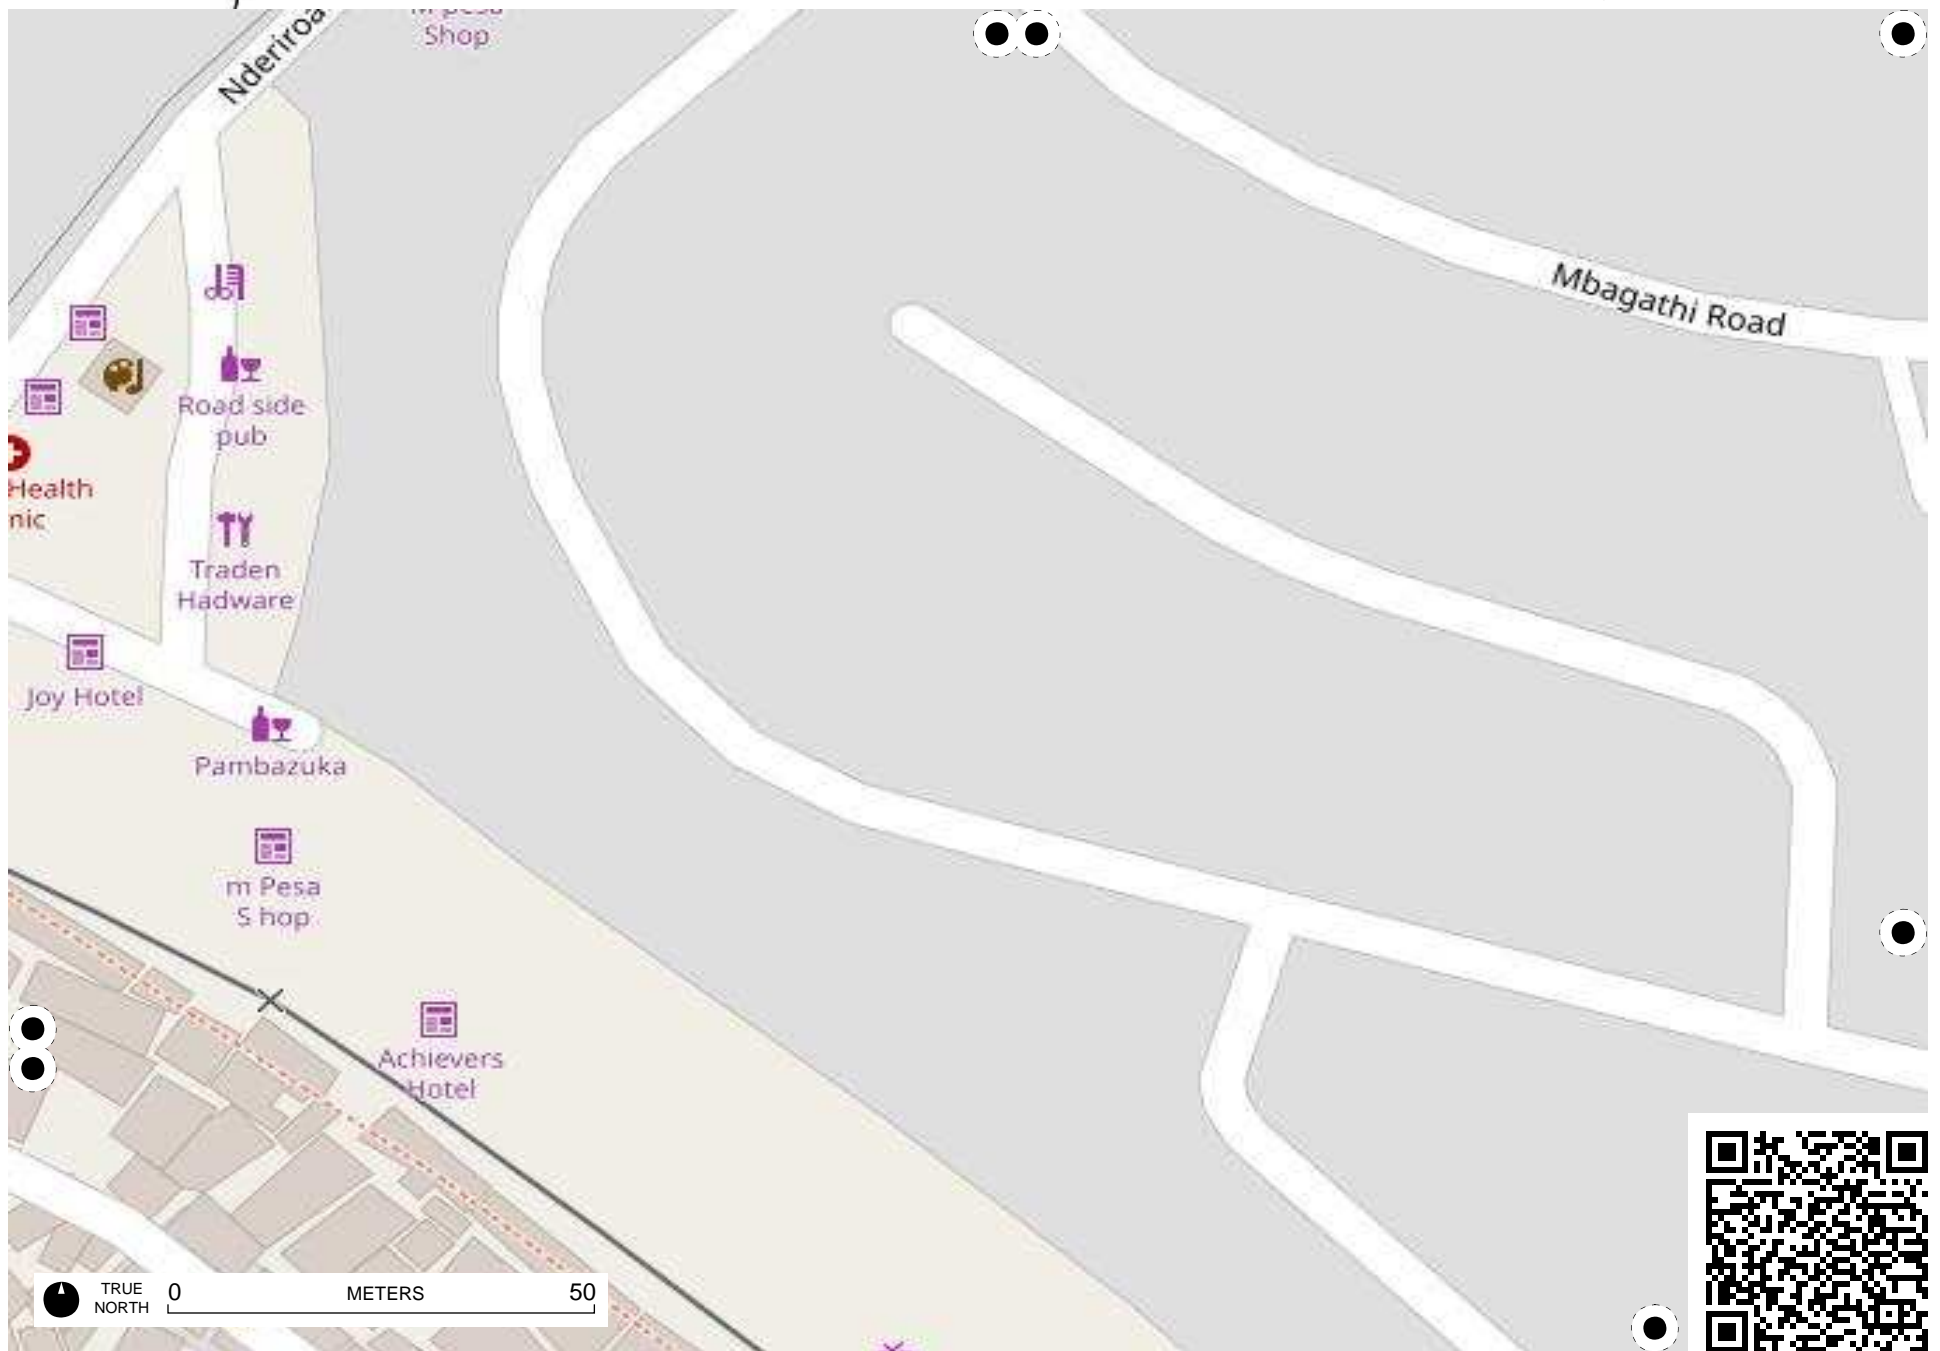 Shop
Nderiroa
Mbagathi Road
Road side
pub
Health
nic
Traden
Hadware
Joy Hotel
Pambazuka
m Pesa
S hop
Achievers
Hotel
TRUE
NORTH
0 METERS 50